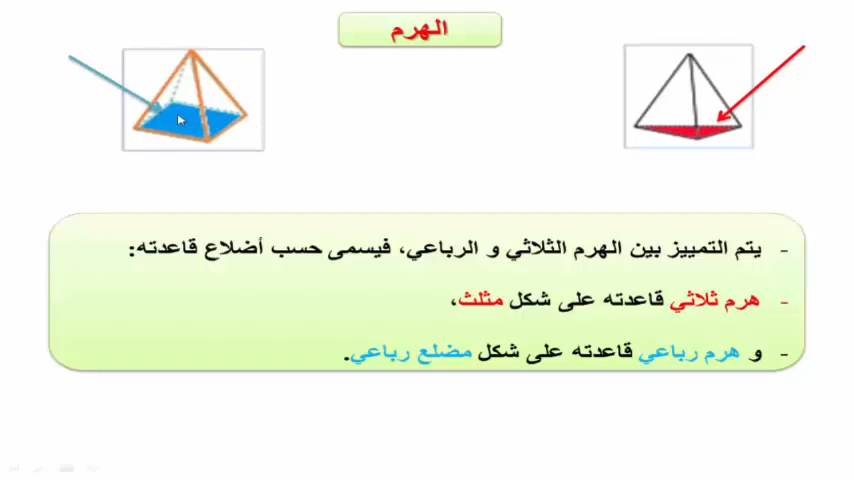 الهرم
- يتم التمييز بين الهرم الثلاثي و الرباعي، فيسمى حسب أضلاع قاعدته:
- هرم ثلاثي قاعدته على شكل مثلث،
- و هرم رباعي قاعدته على شكل مضلع رباعي.